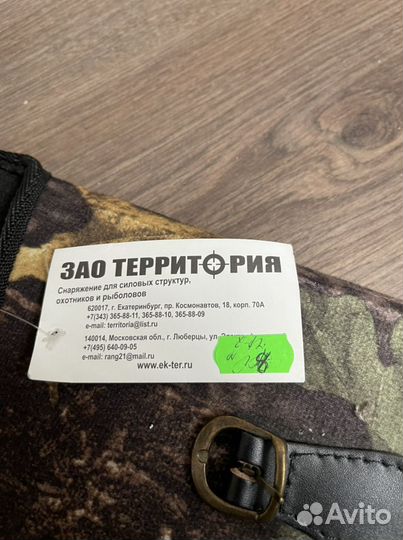 ЗАО ТЕРРИТОРИЯ
Снаряжение для силовых структур,
охотников и рыболовов
620017, г. Екатеринбург, пр. Космонавтов, 18, корп. 70А
+7(343) 365-88-11, 365-88-10, 365-88-09
e-mail: territoria@list.ru
140014, Московская обл., г. Люберцы, ул.
+7(495) 640-09-05
e-mail: rang21@mail.ru
www.ek-ter.ru
Avito